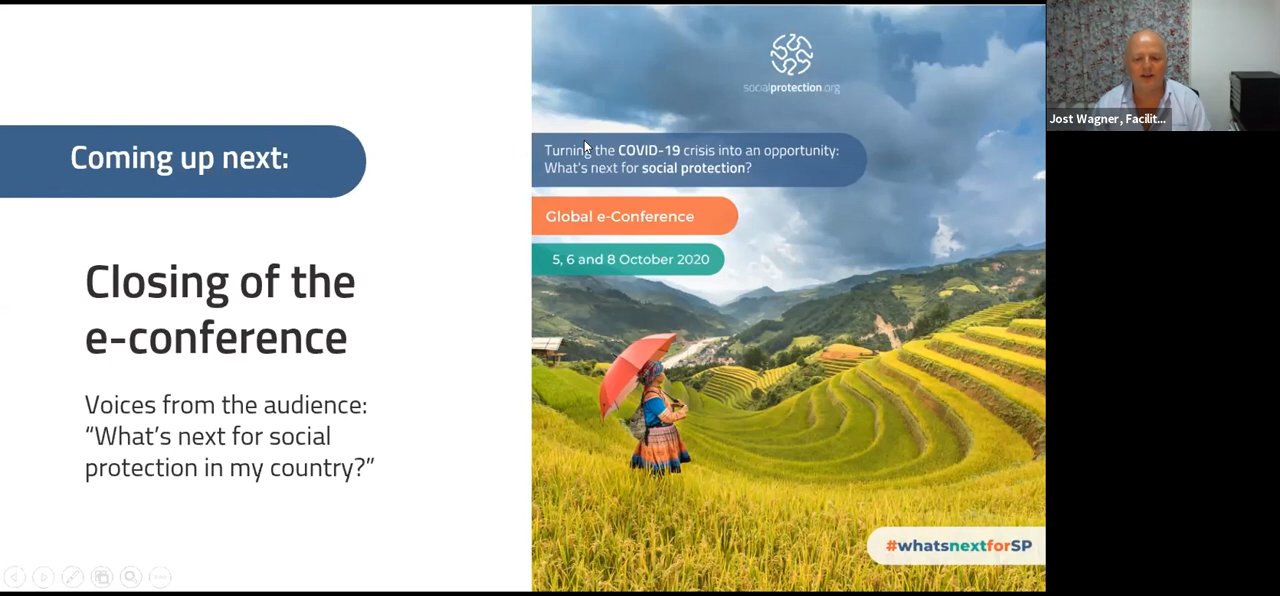 Coming up next:
Closing of the
e-conference
Voices from the audience:
“What’s next for social
protection in my country?”
socialprotection.org
Turning the COVID-19 crisis into an opportunity:
What's next for social protection?
Global e-Conference
5, 6 and 8 October 2020
#whatsnextforSP
Jost Wagner, Facilit...